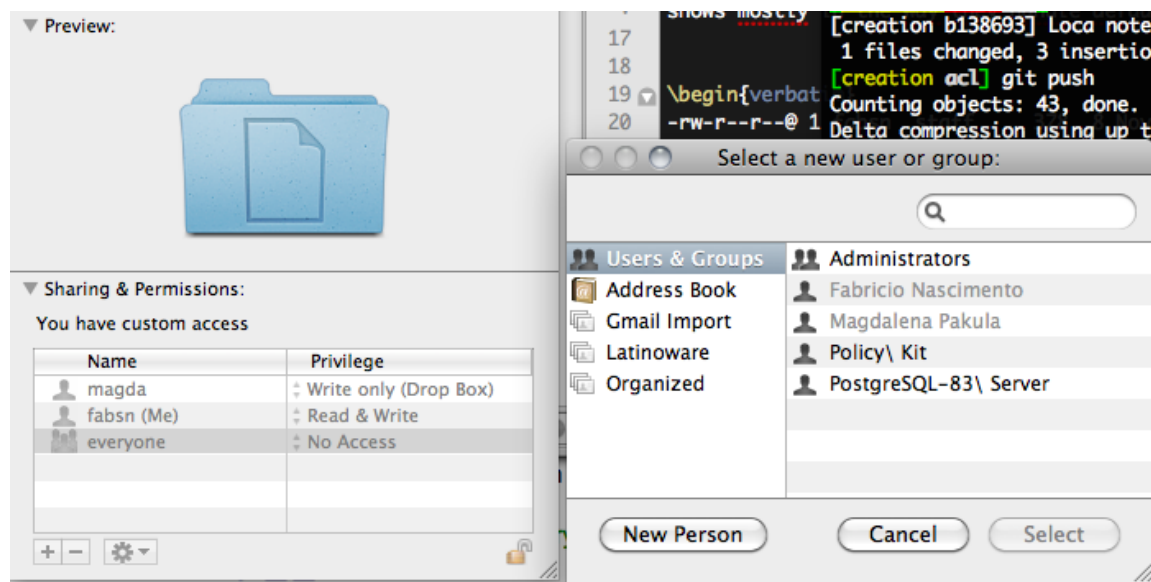 Preview:
Sharing & Permissions:
You have custom access
Name Privilege
magda Write only (Drop Box)
fabsn (Me) Read & Write
everyone No Access
shows mostly
17
18
19 \begin{verbat
20 -rw-r--r--@ 1
[creation b138693] Loca note
1 files changed, 3 insertio
[creation acl] git push
Counting objects: 43, done.
Delta compression using up t
Select a new user or group:
Users & Groups
Address Book
Gmail Import
Latinoware
Organized
Administrators
Fabricio Nascimento
Magdalena Pakula
Policy\ Kit
PostgreSQL-83\ Server
New Person Cancel Select